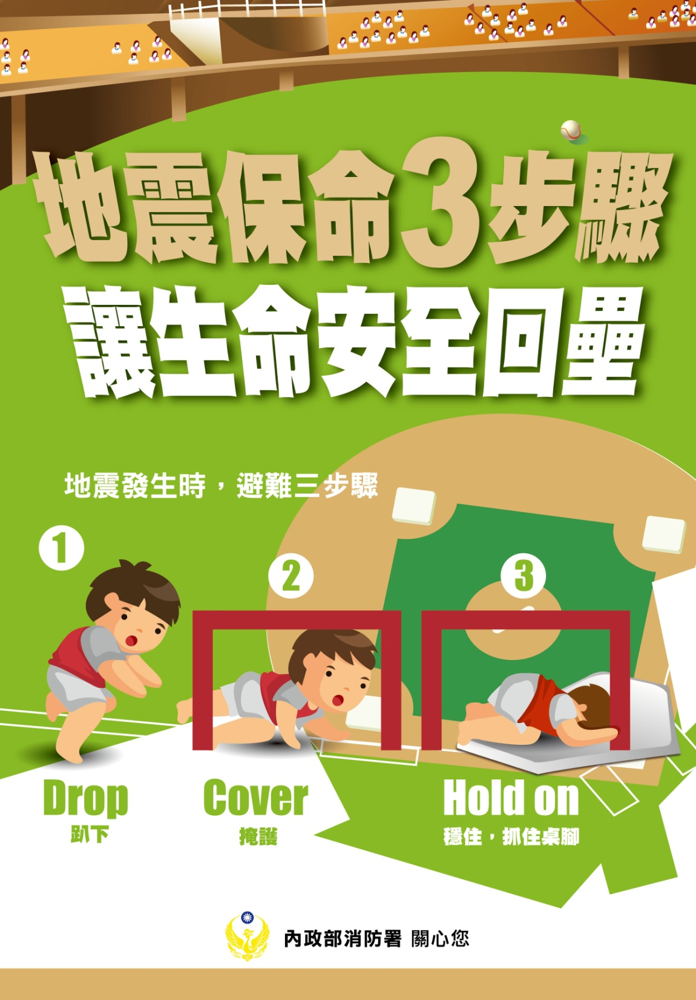 地震保命3步驟
讓生命安全回壘
地震發生時，避難三步驟
1
2
3
Drop
趴下
Cover
掩護
Hold on
穩住，抓住桌腳
內政部消防署 關心您